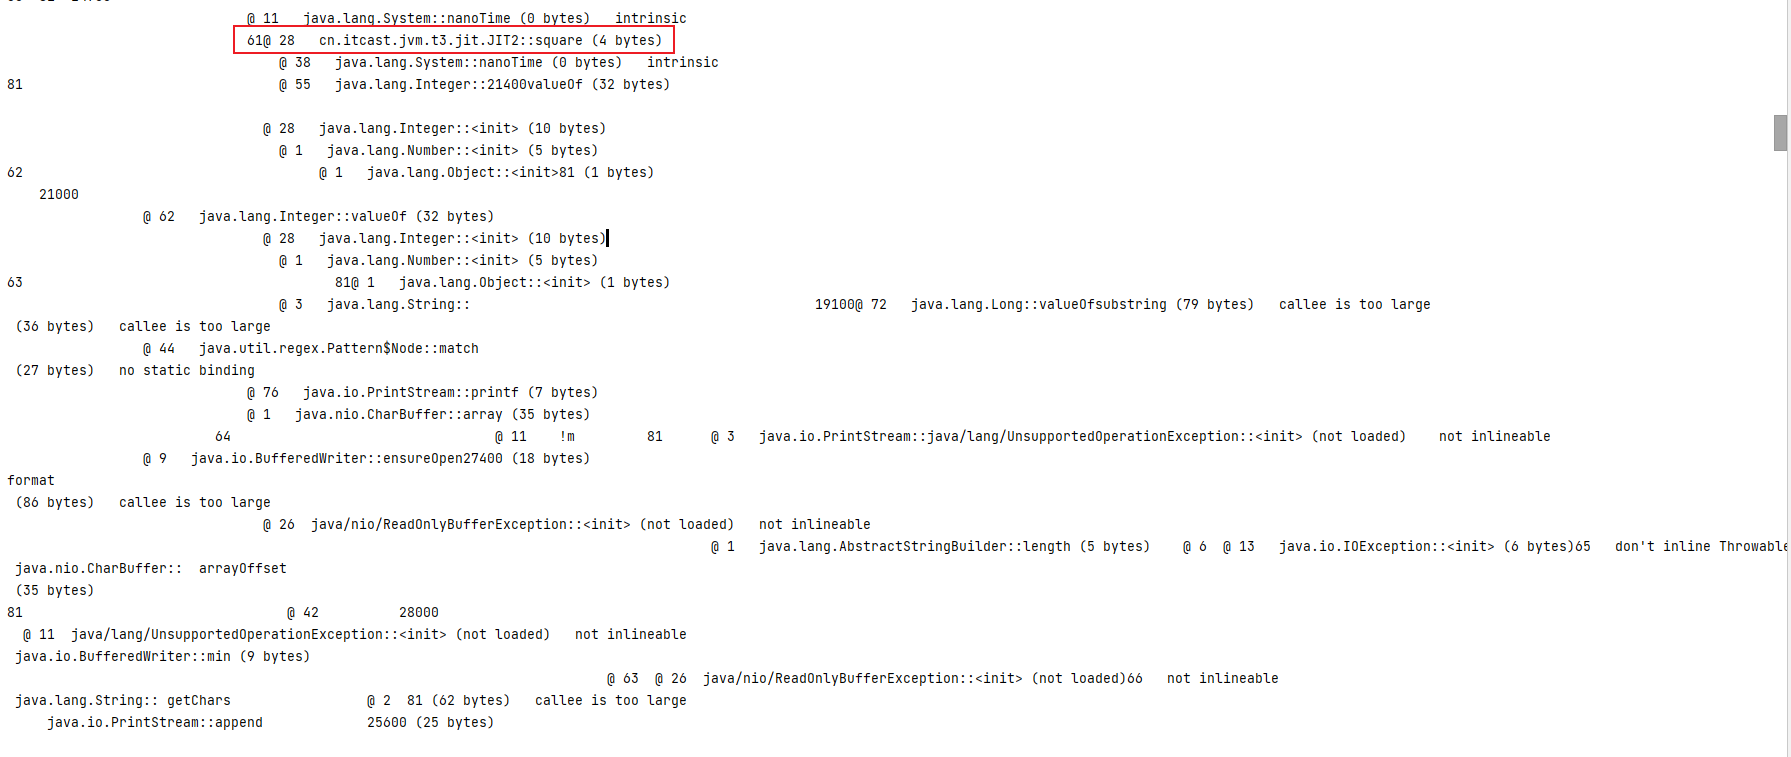 @ 11   java.lang.System::nanoTime (0 bytes)   intrinsic
61@ 28   cn.itcast.jvm.t3.jit.JIT2::square (4 bytes)
@ 38   java.lang.System::nanoTime (0 bytes)   intrinsic
81                                @ 55   java.lang.Integer::21400valueOf (32 bytes)
@ 28   java.lang.Integer::<init> (10 bytes)
@ 1   java.lang.Number::<init> (5 bytes)
62                                     @ 1   java.lang.Object::<init>81 (1 bytes)
21000
@ 62   java.lang.Integer::valueOf (32 bytes)
@ 28   java.lang.Integer::<init> (10 bytes)
@ 1   java.lang.Number::<init> (5 bytes)
63                                       81@ 1   java.lang.Object::<init> (1 bytes)
@ 3   java.lang.String::                                           19100@ 72   java.lang.Long::valueOfsubstring (79 bytes)   callee is too large
(36 bytes)   callee is too large
@ 44   java.util.regex.Pattern$Node::match
(27 bytes)   no static binding
@ 76   java.io.PrintStream::printf (7 bytes)
@ 1   java.nio.CharBuffer::array (35 bytes)
64                                 @ 11    !m         81      @ 3   java.io.PrintStream::java/lang/UnsupportedOperationException::<init> (not loaded)    not inlineable
@ 9   java.io.BufferedWriter::ensureOpen27400 (18 bytes)
format
(86 bytes)   callee is too large
@ 26  java/nio/ReadOnlyBufferException::<init> (not loaded)   not inlineable
@ 1   java.lang.AbstractStringBuilder::length (5 bytes)    @ 6  @ 13   java.io.IOException::<init> (6 bytes)65   don't inline Throwable
java.nio.CharBuffer::  arrayOffset
(35 bytes)
81                                 @ 42          28000
@ 11  java/lang/UnsupportedOperationException::<init> (not loaded)   not inlineable
java.io.BufferedWriter::min (9 bytes)
@ 63  @ 26  java/nio/ReadOnlyBufferException::<init> (not loaded)66   not inlineable
java.lang.String:: getChars                 @ 2  81 (62 bytes)   callee is too large
java.io.PrintStream::append             25600 (25 bytes)